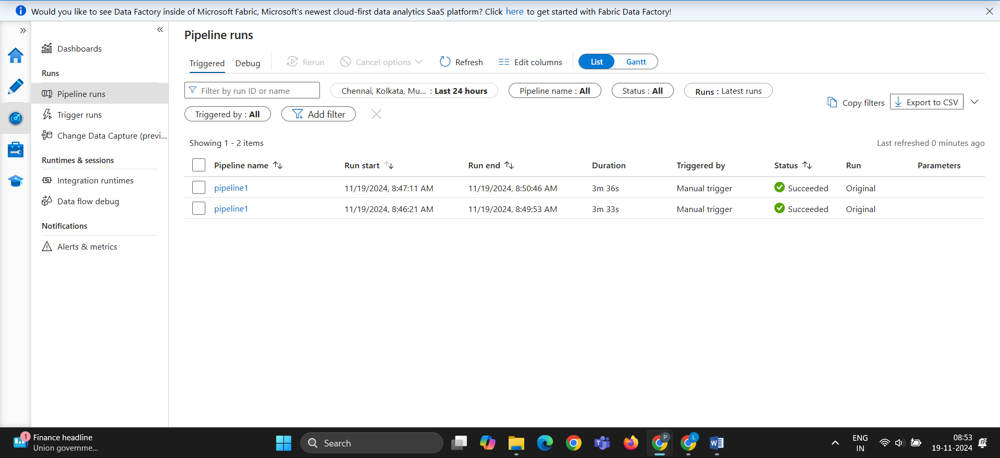 Would you like to see Data Factory inside of Microsoft Fabric, Microsoft's newest cloud-first data analytics SaaS platform? Click here to get started with Fabric Data Factory!
Dashboards
Runs
Pipeline runs
Trigger runs
Change Data Capture (previ...
Runtimes & sessions
Integration runtimes
Data flow debug
Notifications
Alerts & metrics
Pipeline runs
Triggered Debug Rerun Cancel options Refresh Edit columns List Gantt
Filter by run ID or name Chennai, Kolkata, Mu... : Last 24 hours Pipeline name : All Status : All Runs : Latest runs
Triggered by : All Add filter
Copy filters Export to CSV
Showing 1 - 2 items Last refreshed 0 minutes ago
Pipeline name Run start Run end Duration Triggered by Status Run Parameters
pipeline1 11/19/2024, 8:47:11 AM 11/19/2024, 8:50:46 AM 3m 36s Manual trigger Succeeded Original
pipeline1 11/19/2024, 8:46:21 AM 11/19/2024, 8:49:53 AM 3m 33s Manual trigger Succeeded Original
1
Finance headline
Union governme...
Search
P
L
T
W
ENG
IN
08:53
19-11-2024